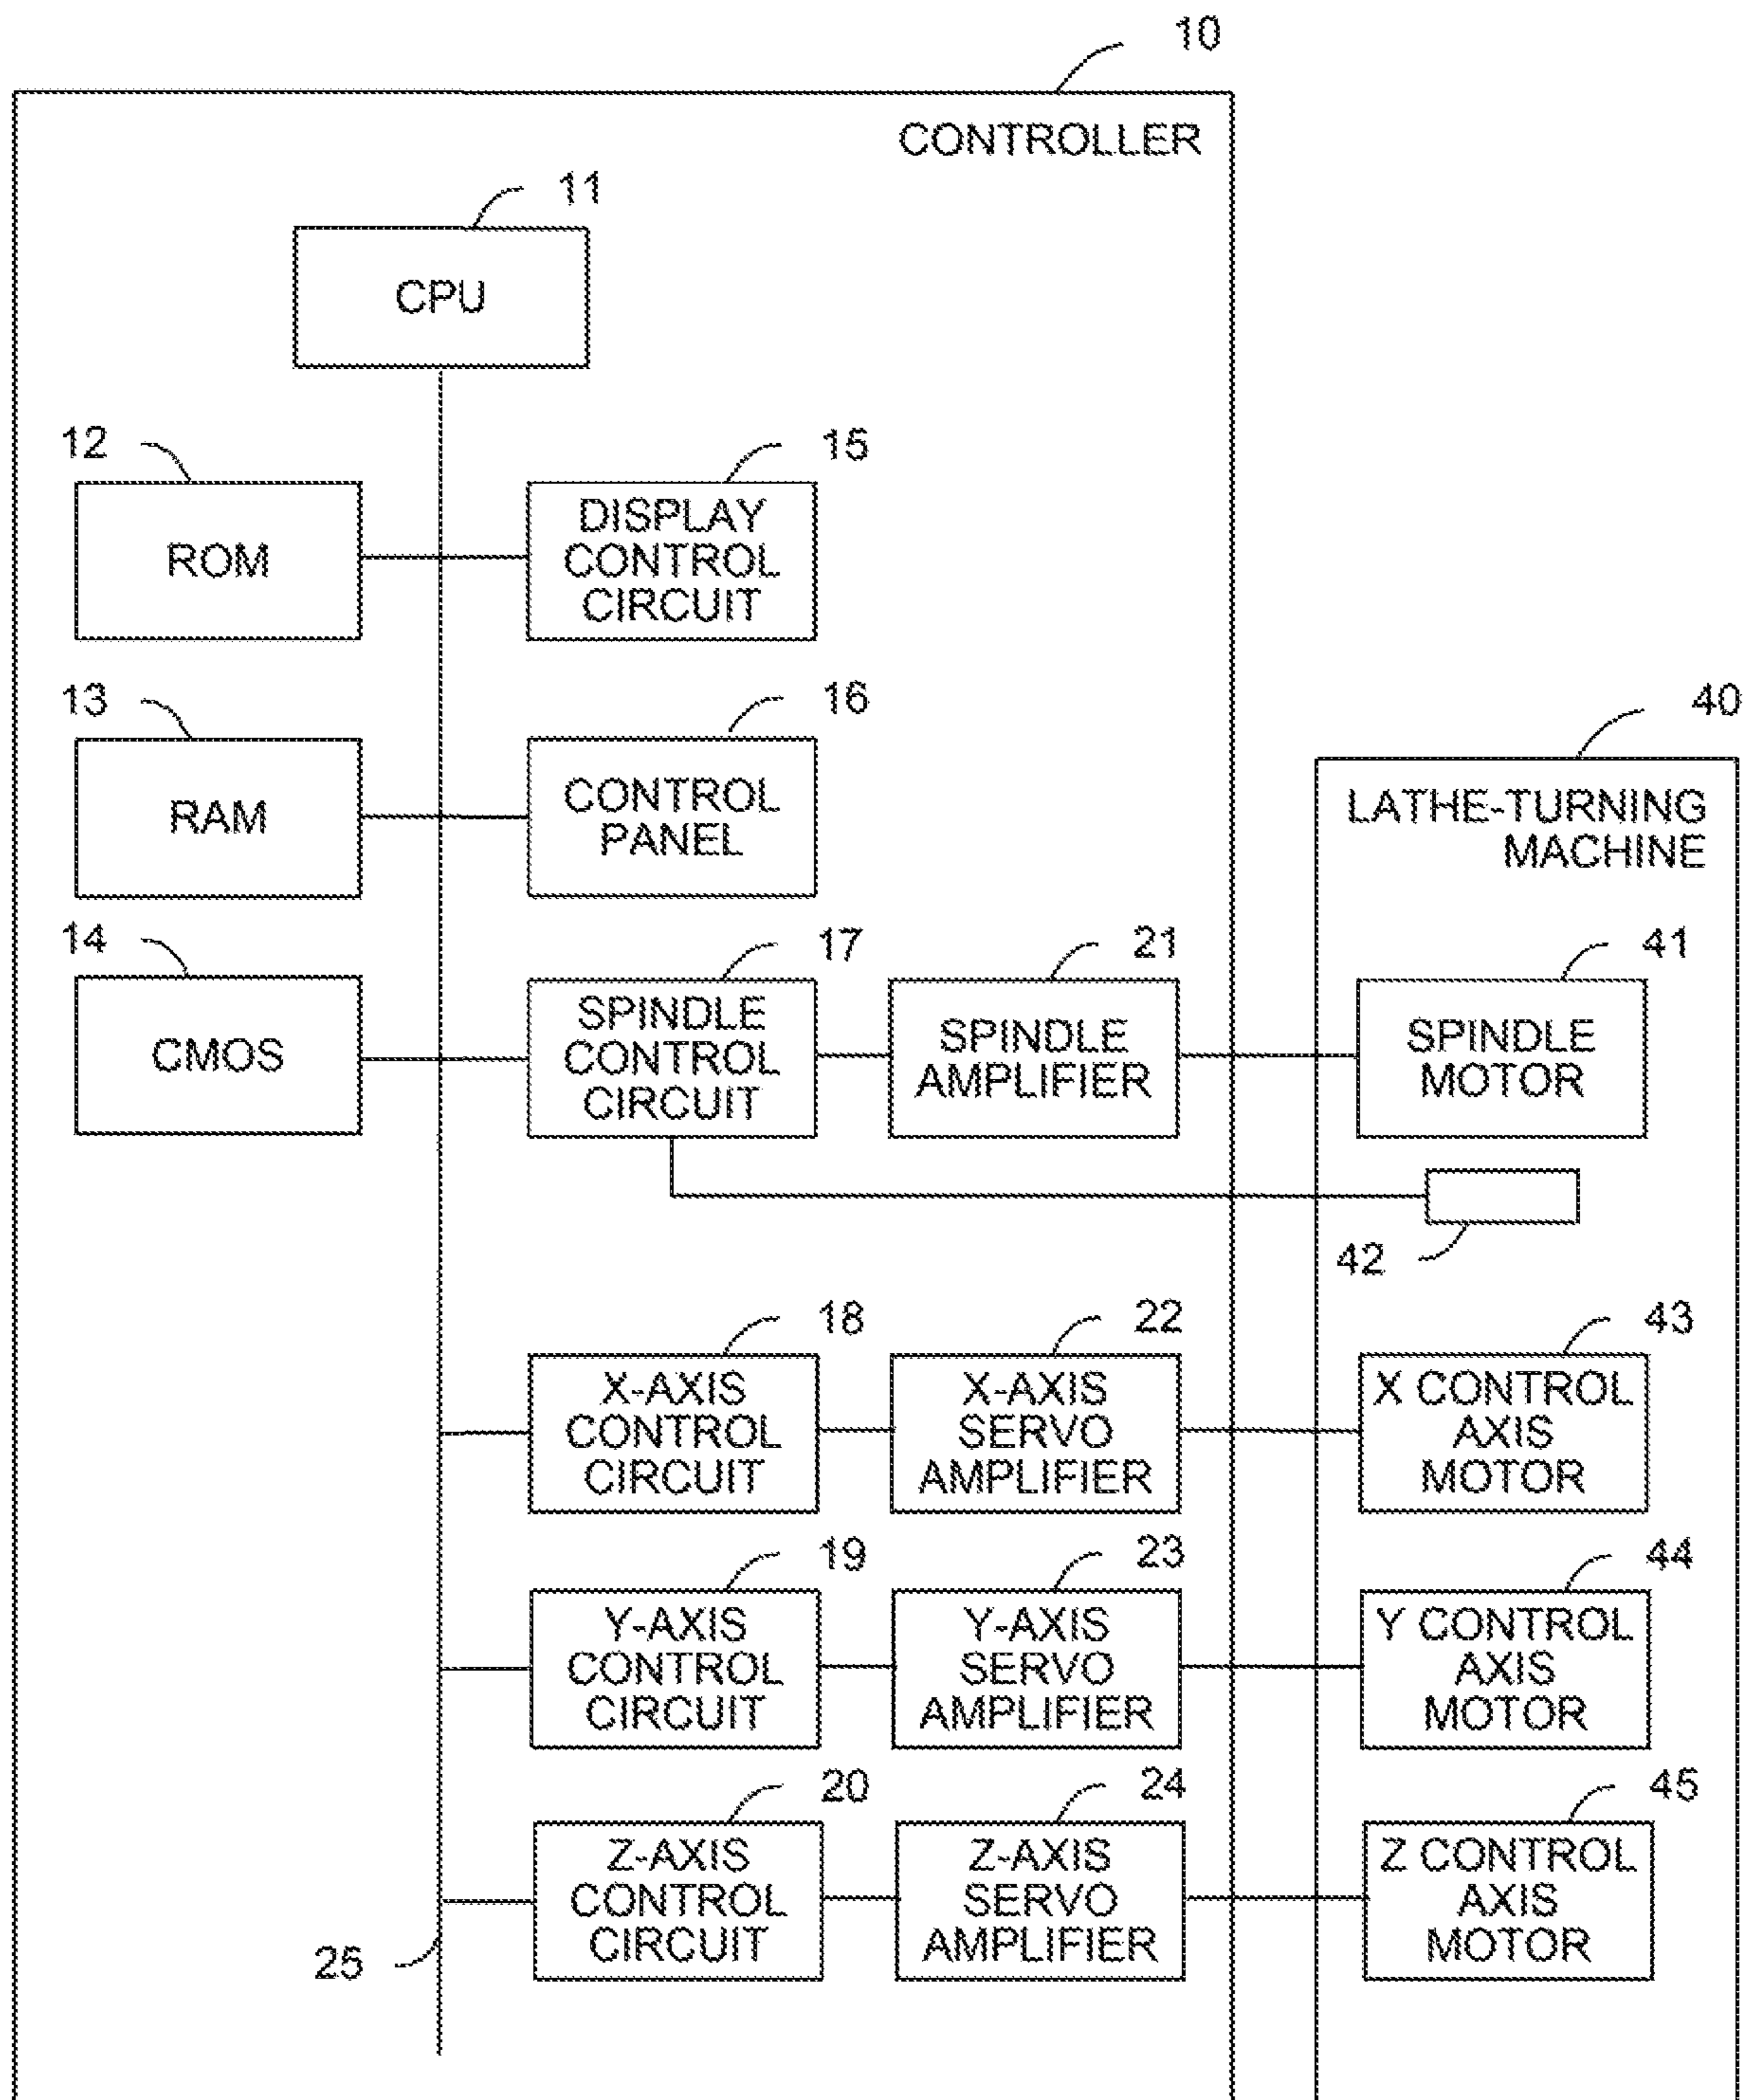 10
CONTROLLER
11
CPU
12
ROM
15
DISPLAY
CONTROL
CIRCUIT
13
RAM
16
CONTROL
PANEL
40
LATHE-TURNING
MACHINE
14
CMOS
17
SPINDLE
CONTROL
CIRCUIT
21
SPINDLE
AMPLIFIER
41
SPINDLE
MOTOR
42
18
X-AXIS
CONTROL
CIRCUIT
22
X-AXIS
SERVO
AMPLIFIER
43
X CONTROL
AXIS
MOTOR
19
Y-AXIS
CONTROL
CIRCUIT
23
Y-AXIS
SERVO
AMPLIFIER
44
Y CONTROL
AXIS
MOTOR
20
Z-AXIS
CONTROL
CIRCUIT
24
Z-AXIS
SERVO
AMPLIFIER
45
Z CONTROL
AXIS
MOTOR
25